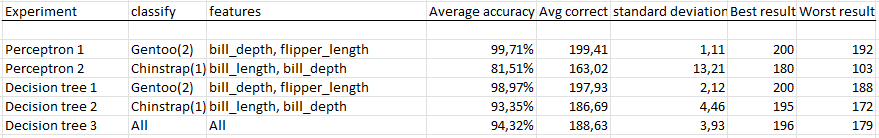 Experiment classify features Average accuracy Avg correct standard deviation Best result Worst result
Perceptron 1 Gentoo(2) bill_depth, flipper_length 99,71% 199,41 1,11 200 192
Perceptron 2 Chinstrap(1) bill_length, bill_depth 81,51% 163,02 13,21 180 103
Decision tree 1 Gentoo(2) bill_depth, flipper_length 98,97% 197,93 2,12 200 188
Decision tree 2 Chinstrap(1) bill_length, bill_depth 93,35% 186,69 4,46 195 172
Decision tree 3 All All 94,32% 188,63 3,93 196 179